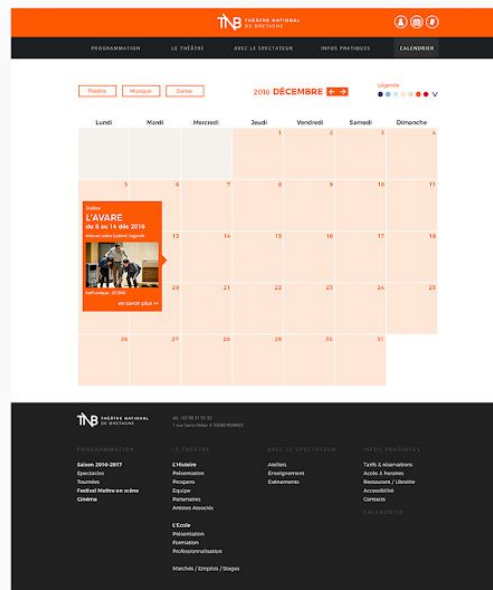 TNB THÉÂTRE NATIONAL
DE BRETAGNE
PROGRAMMATION LE THÉÂTRE AVEC LE SPECTATEUR INFOS PRATIQUES CALENDRIER
Théâtre Musique Danse
2016 DÉCEMBRE
Légende
Lundi Mardi Mercredi Jeudi Vendredi Samedi Dimanche
1 2 3 4
5 6 7 8 9 10 11
L'AVARE
du 6 au 14 déc 2016
13 14 15 16 17 18
en savoir plus >>
20 21 22 23 24 25
26 27 28 29 30 31
TNB THÉÂTRE NATIONAL
DE BRETAGNE
PROGRAMMATION LE THÉÂTRE AVEC LE SPECTATEUR INFOS PRATIQUES
Saison 2016-2017 L'Histoire Ateliers Tarifs & réservations
Spectacles Présentation Enseignement Accès & horaires
Tournées Propos Equipe Evénements Restaurant / Librairie
Festival Mettre en scène Equipe Accessibilité
Cinéma Partenaires Contacts
Artistes Associés
CALENDRIER
L'Ecole
Présentation
Formation
Professionnalisation
Marchés / Emplois / Stages